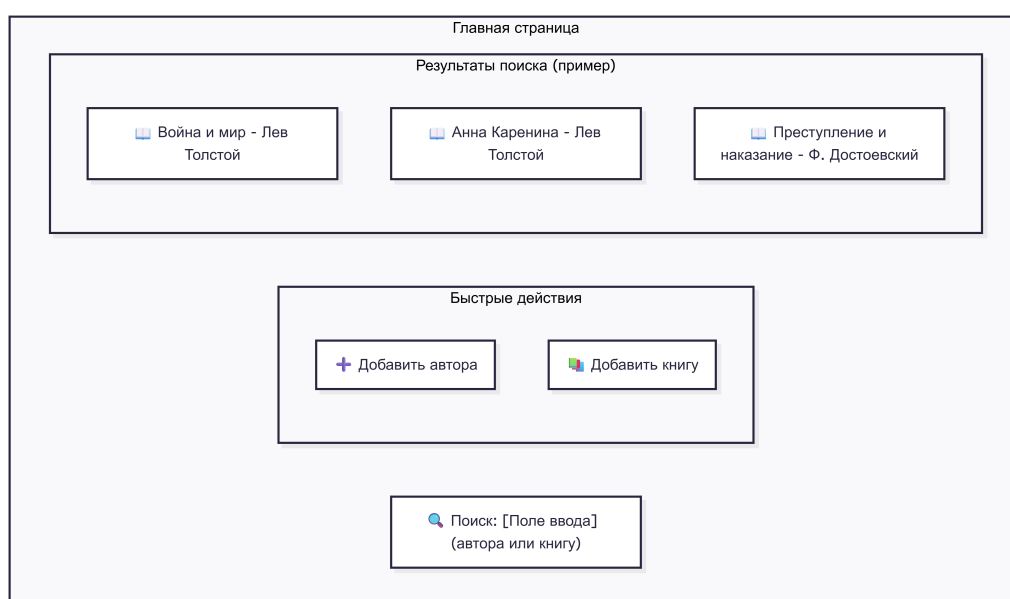 Главная страница
Результаты поиска (пример)
📖 Война и мир - Лев
Толстой
📖 Анна Каренина - Лев
Толстой
📖 Преступление и
наказание - Ф. Достоевский
Быстрые действия
➕ Добавить автора
📚 Добавить книгу
🔍 Поиск: [Поле ввода]
(автора или книгу)